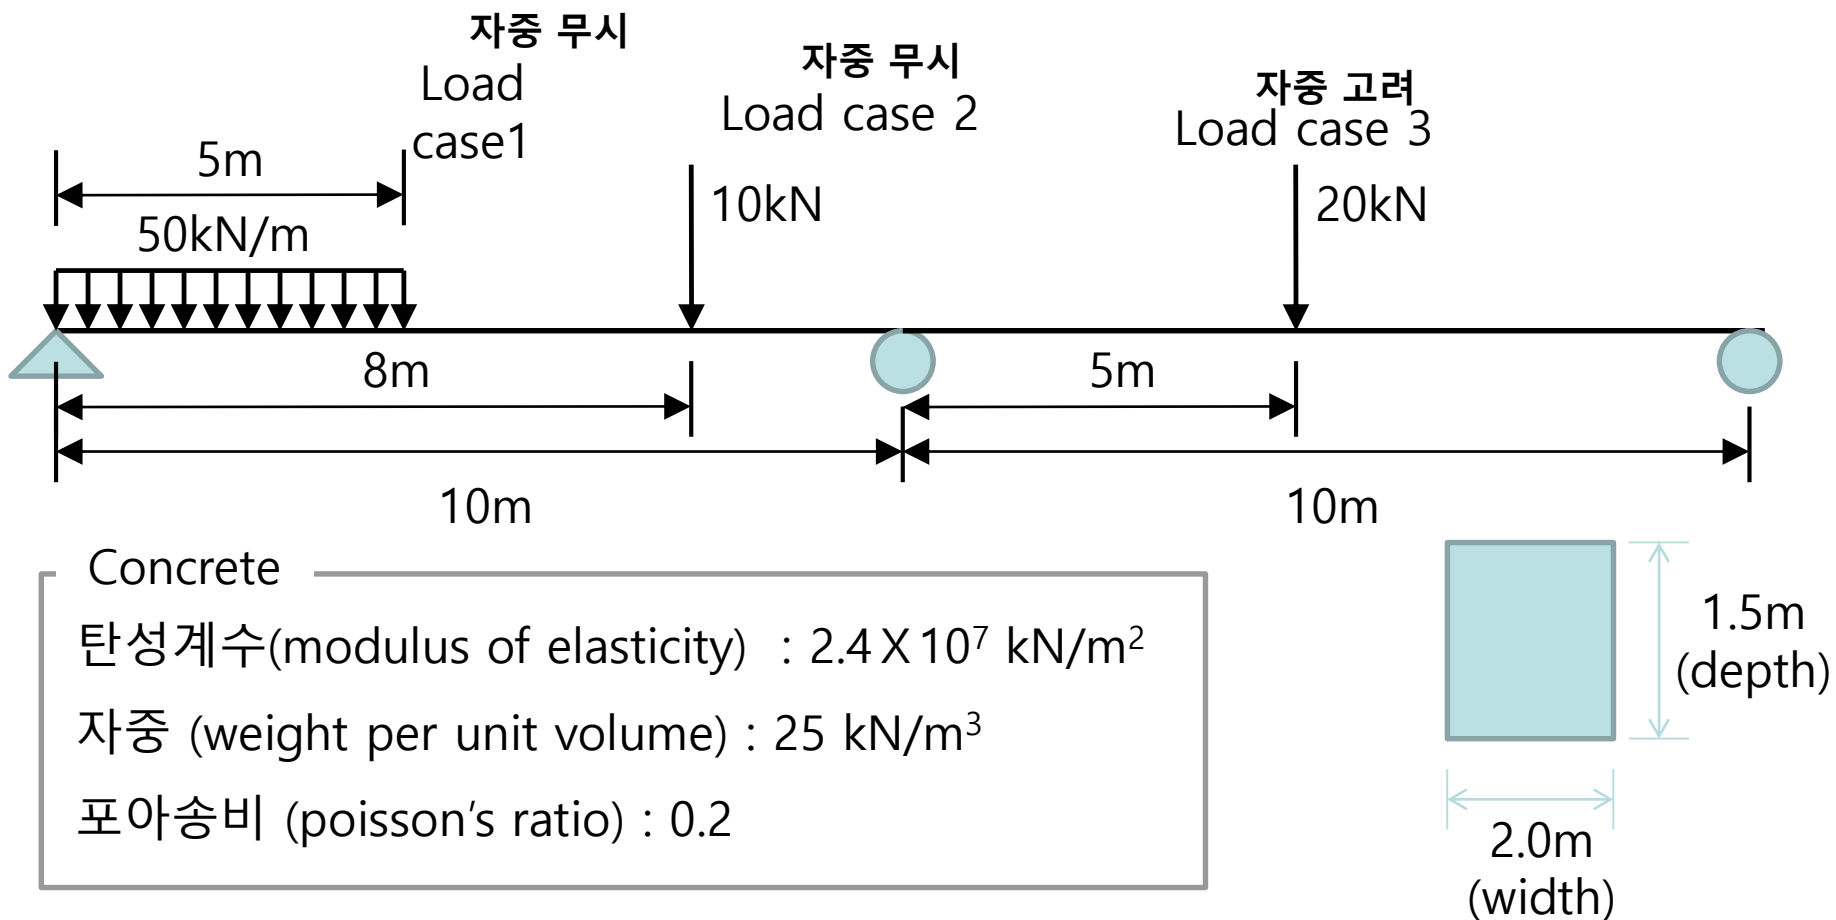 자중 무시
Load
case1
자중 무시
Load case 2
자중 고려
Load case 3
5m
50kN/m
10kN
20kN
8m
5m
10m
10m
Concrete
탄성계수(modulus of elasticity) : 2.4 X 10⁷ kN/m²
자중 (weight per unit volume) : 25 kN/m³
포아송비 (poisson's ratio) : 0.2
1.5m
(depth)
2.0m
(width)